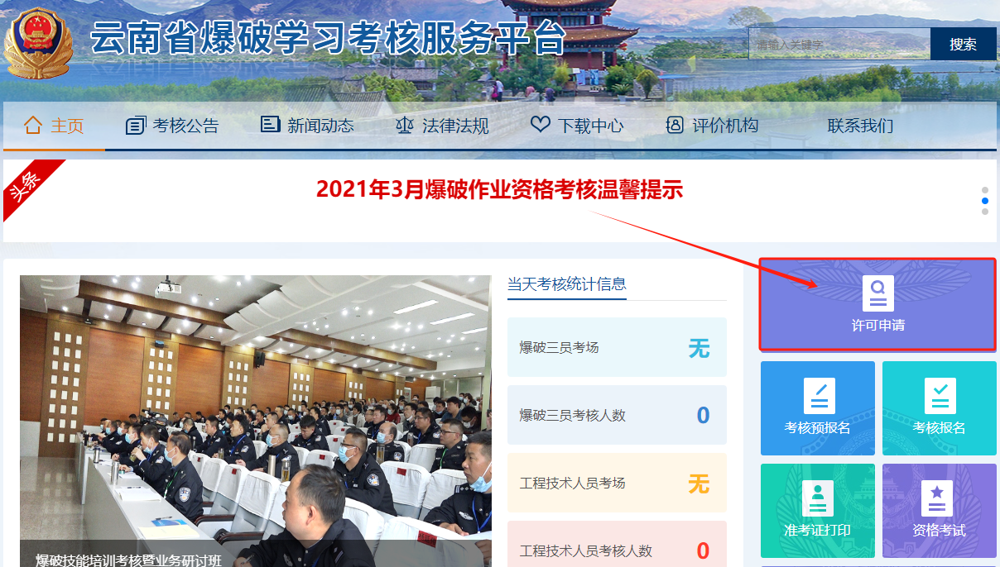 云南省爆破学习考核服务平台
请输入关键字
搜索
主页
考核公告
新闻动态
法律法规
下载中心
评价机构
联系我们
头条
2021年3月爆破作业资格考核温馨提示
当天考核统计信息
许可申请
爆破三员考场
无
爆破三员考核人数
0
考核预报名
考核报名
工程技术人员考场
无
准考证打印
资格考试
工程技术人员考核人数
0
爆破技能培训考核暨业务研讨班